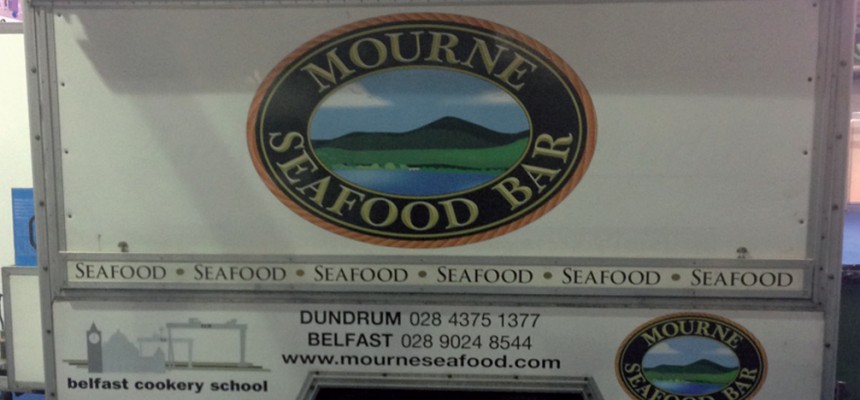 MOURNE
SEAFOOD BAR
SEAFOOD • SEAFOOD • SEAFOOD • SEAFOOD • SEAFOOD • SEAFOOD
DUNDRUM 028 4375 1377
BELFAST 028 9024 8544
www.mourneseafood.com
belfast cookery school
MOURNE
SEAFOOD BAR